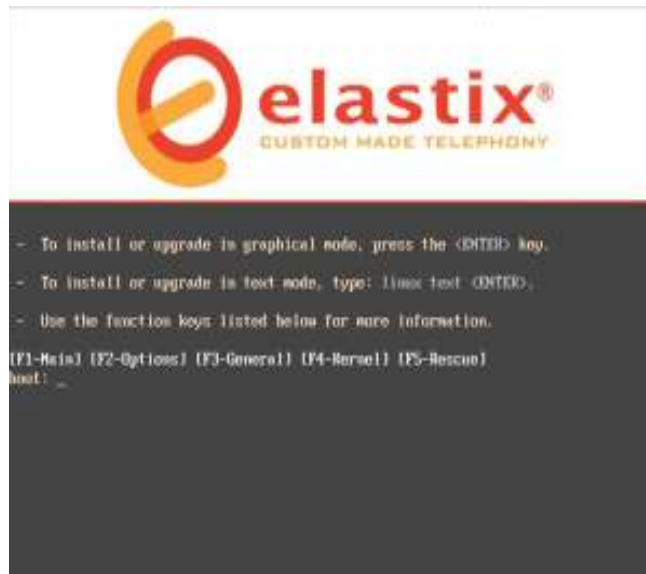 elastix®
CUSTOM MADE TELEPHONY
- To install or upgrade in graphical mode, press the <ENTER> key.
- To install or upgrade in text mode, type: linux text <ENTER>.
- Use the function keys listed below for more information.
[F1-Main] [F2-Options] [F3-General] [F4-Kernel] [F5-Rescue]
boot: _